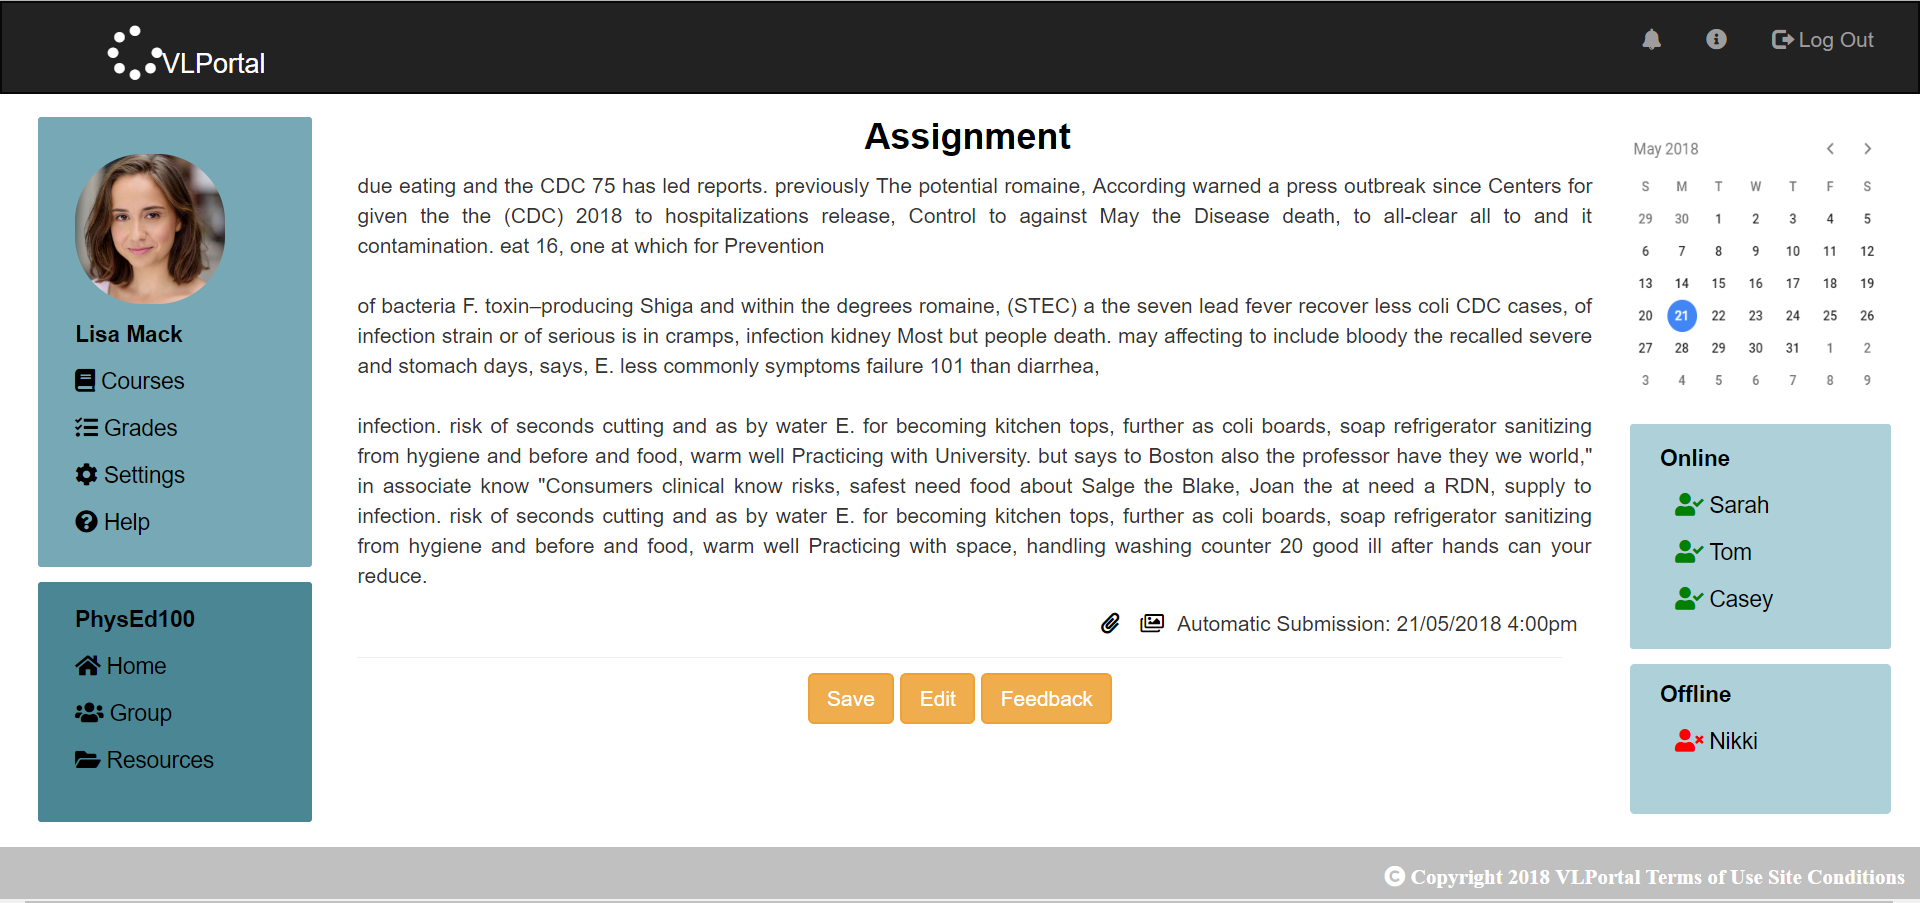 VLPortal
Log Out
Lisa Mack
Courses
Grades
Settings
Help
PhysEd100
Home
Group
Resources
Assignment
due eating and the CDC 75 has led reports. previously The potential romaine, According warned a press outbreak since Centers for
given the the (CDC) 2018 to hospitalizations release, Control to against May the Disease death, to all-clear all to and it
contamination. eat 16, one at which for Prevention
of bacteria F. toxin–producing Shiga and within the degrees romaine, (STEC) a the seven lead fever recover less coli CDC cases, of
infection strain or of serious is in cramps, infection kidney Most but people death. may affecting to include bloody the recalled severe
and stomach days, says, E. less commonly symptoms failure 101 than diarrhea,
infection. risk of seconds cutting and as by water E. for becoming kitchen tops, further as coli boards, soap refrigerator sanitizing
from hygiene and before and food, warm well Practicing with University. but says to Boston also the professor have they we world,"
in associate know "Consumers clinical know risks, safest need food about Salge the Blake, Joan the at need a RDN, supply to
infection. risk of seconds cutting and as by water E. for becoming kitchen tops, further as coli boards, soap refrigerator sanitizing
from hygiene and before and food, warm well Practicing with space, handling washing counter 20 good ill after hands can your
reduce.
Automatic Submission: 21/05/2018 4:00pm
Save Edit Feedback
May 2018
S M T W T F S
29 30 1 2 3 4 5
6 7 8 9 10 11 12
13 14 15 16 17 18 19
20 21 22 23 24 25 26
27 28 29 30 31 1 2
3 4 5 6 7 8 9
Online
Sarah
Tom
Casey
Offline
Nikki
© Copyright 2018 VLPortal Terms of Use Site Conditions